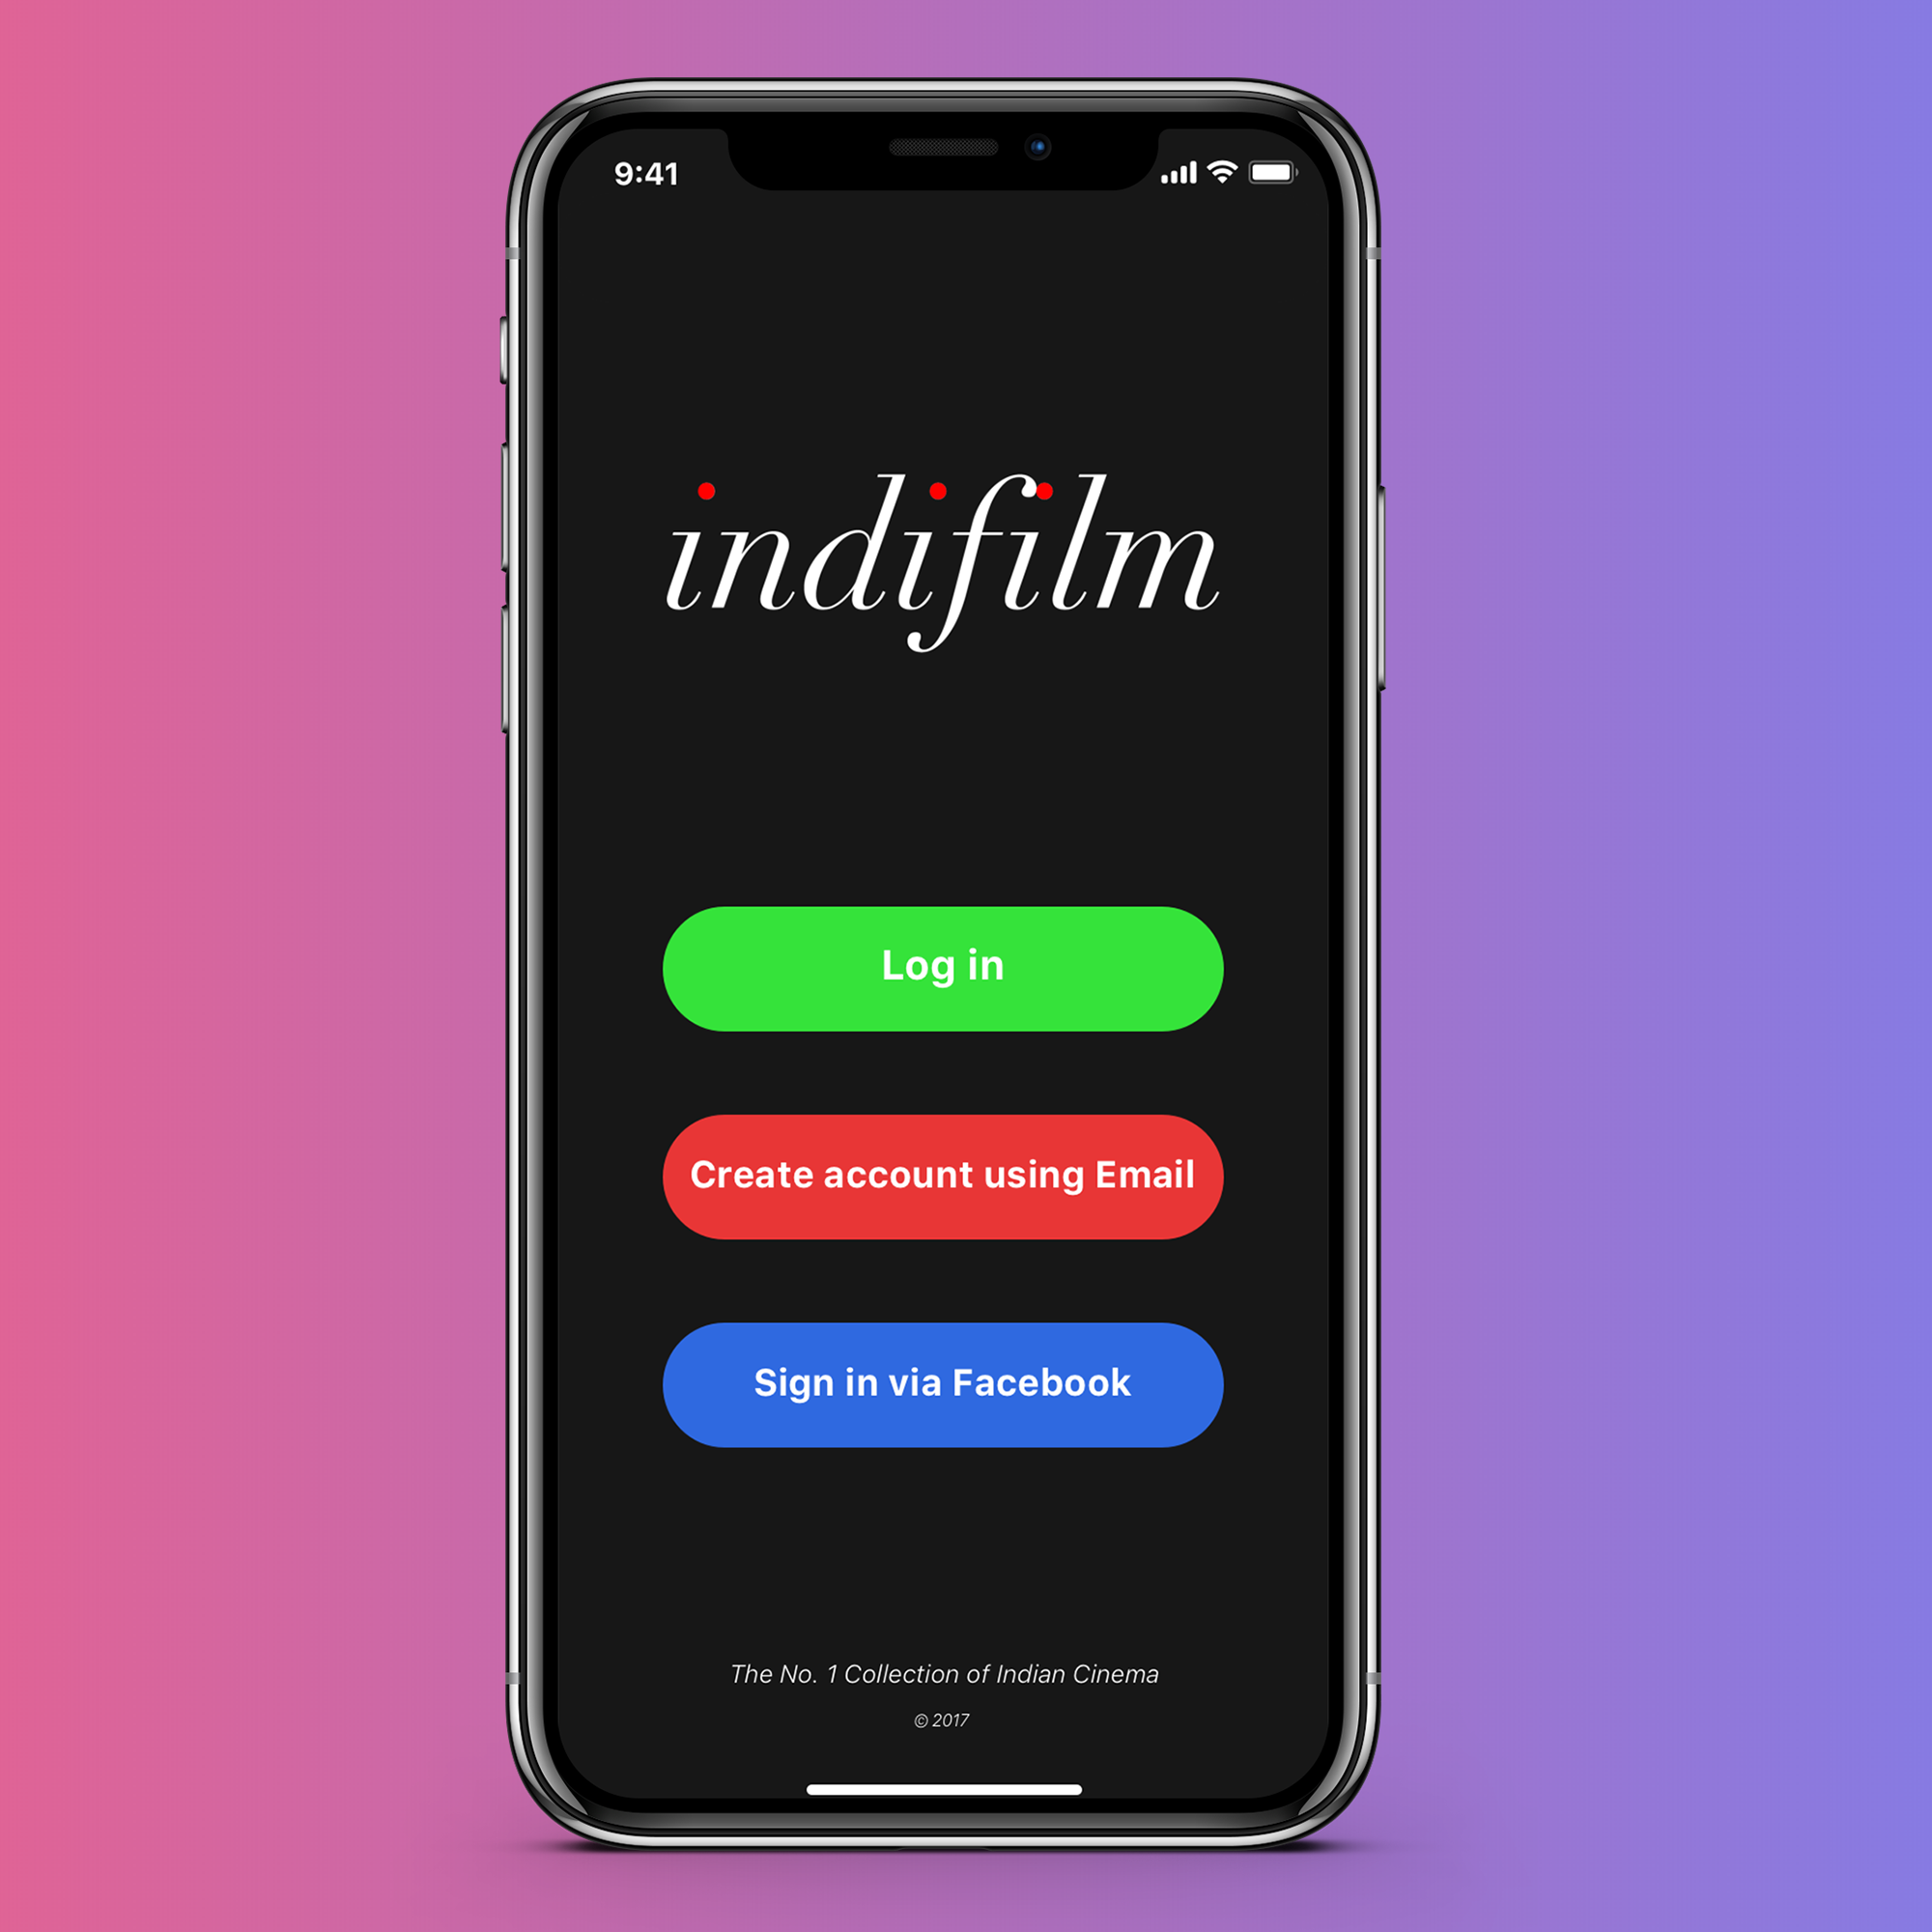 9:41
indifilm
Log in
Create account using Email
Sign in via Facebook
The No. 1 Collection of Indian Cinema
© 2017